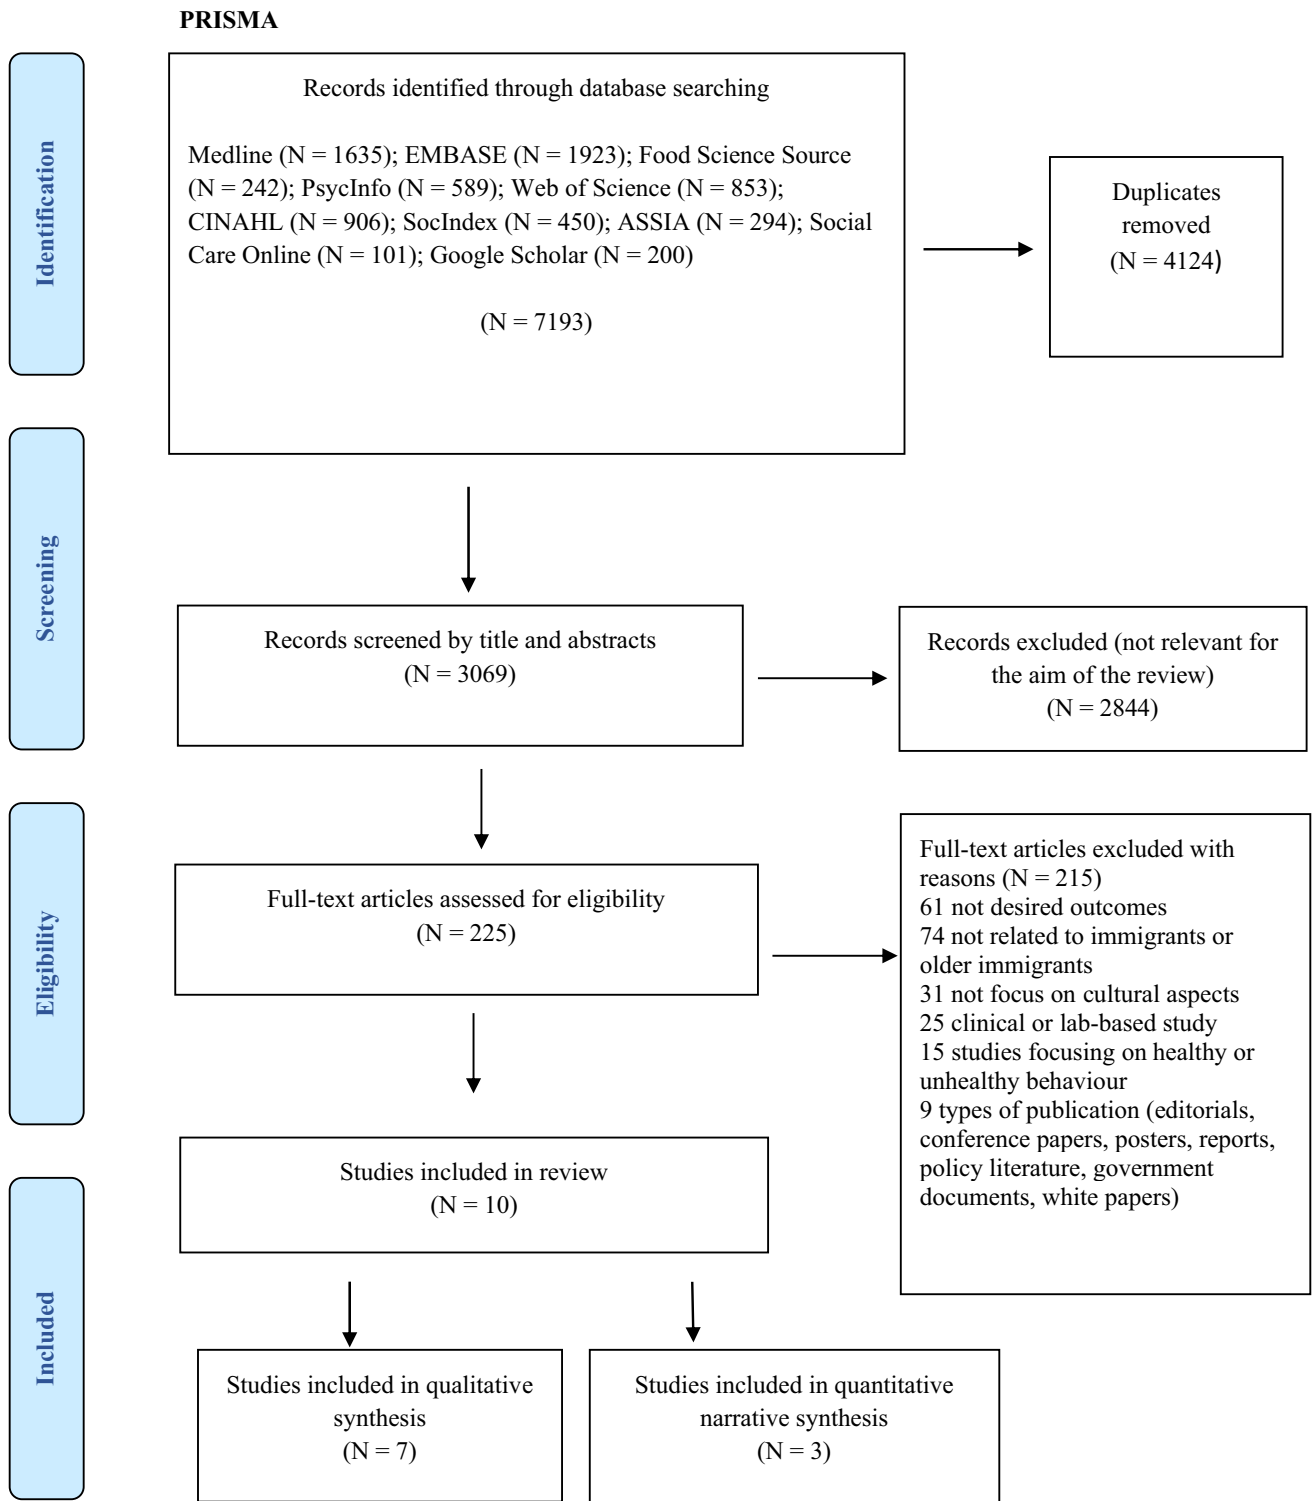 PRISMA
Identification
Records identified through database searching
Medline (N = 1635); EMBASE (N = 1923); Food Science Source
(N = 242); PsycInfo (N = 589); Web of Science (N = 853);
CINAHL (N = 906); SocIndex (N = 450); ASSIA (N = 294); Social
Care Online (N = 101); Google Scholar (N = 200)
(N = 7193)
Duplicates
removed
(N = 4124)
Screening
Records screened by title and abstracts
(N = 3069)
Records excluded (not relevant for
the aim of the review)
(N = 2844)
Eligibility
Full-text articles assessed for eligibility
(N = 225)
Full-text articles excluded with
reasons (N = 215)
61 not desired outcomes
74 not related to immigrants or
older immigrants
31 not focus on cultural aspects
25 clinical or lab-based study
15 studies focusing on healthy or
unhealthy behaviour
9 types of publication (editorials,
conference papers, posters, reports,
policy literature, government
documents, white papers)
Included
Studies included in review
(N = 10)
Studies included in qualitative
synthesis
(N = 7)
Studies included in quantitative
narrative synthesis
(N = 3)